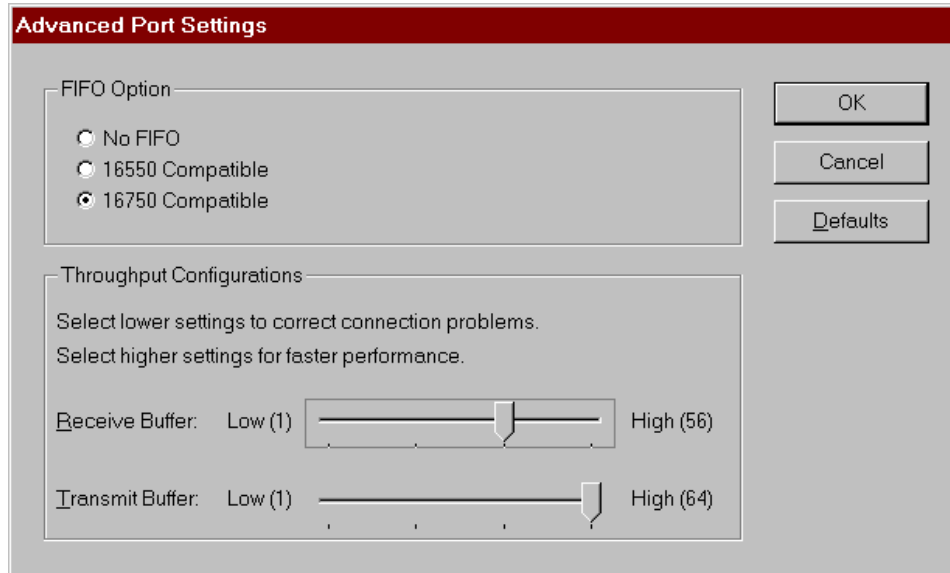 Advanced Port Settings
FIFO Option
No FIFO
16550 Compatible
16750 Compatible
OK
Cancel
Defaults
Throughput Configurations
Select lower settings to correct connection problems.
Select higher settings for faster performance.
Receive Buffer: Low (1) High (56)
Transmit Buffer: Low (1) High (64)